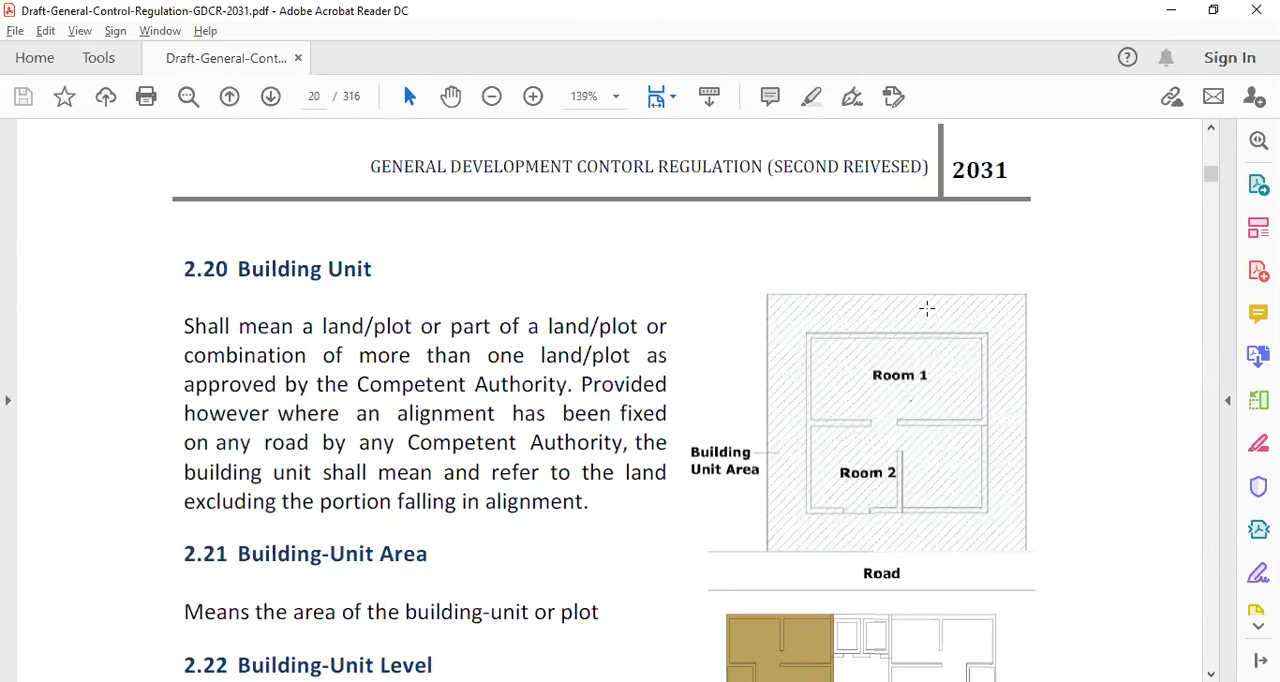 Draft-General-Control-Regulation-GDCR-2031.pdf - Adobe Acrobat Reader DC
File Edit View Sign Window Help
Home Tools Draft-General-Cont... × Sign In
20 / 316 139%
GENERAL DEVELOPMENT CONTORL REGULATION (SECOND REIVESED) 2031
2.20 Building Unit
Shall mean a land/plot or part of a land/plot or
combination of more than one land/plot as
approved by the Competent Authority. Provided
however where an alignment has been fixed
on any road by any Competent Authority, the
building unit shall mean and refer to the land
excluding the portion falling in alignment.
Room 1
Building
Unit Area
Room 2
Road
2.21 Building-Unit Area
Means the area of the building-unit or plot
2.22 Building-Unit Level